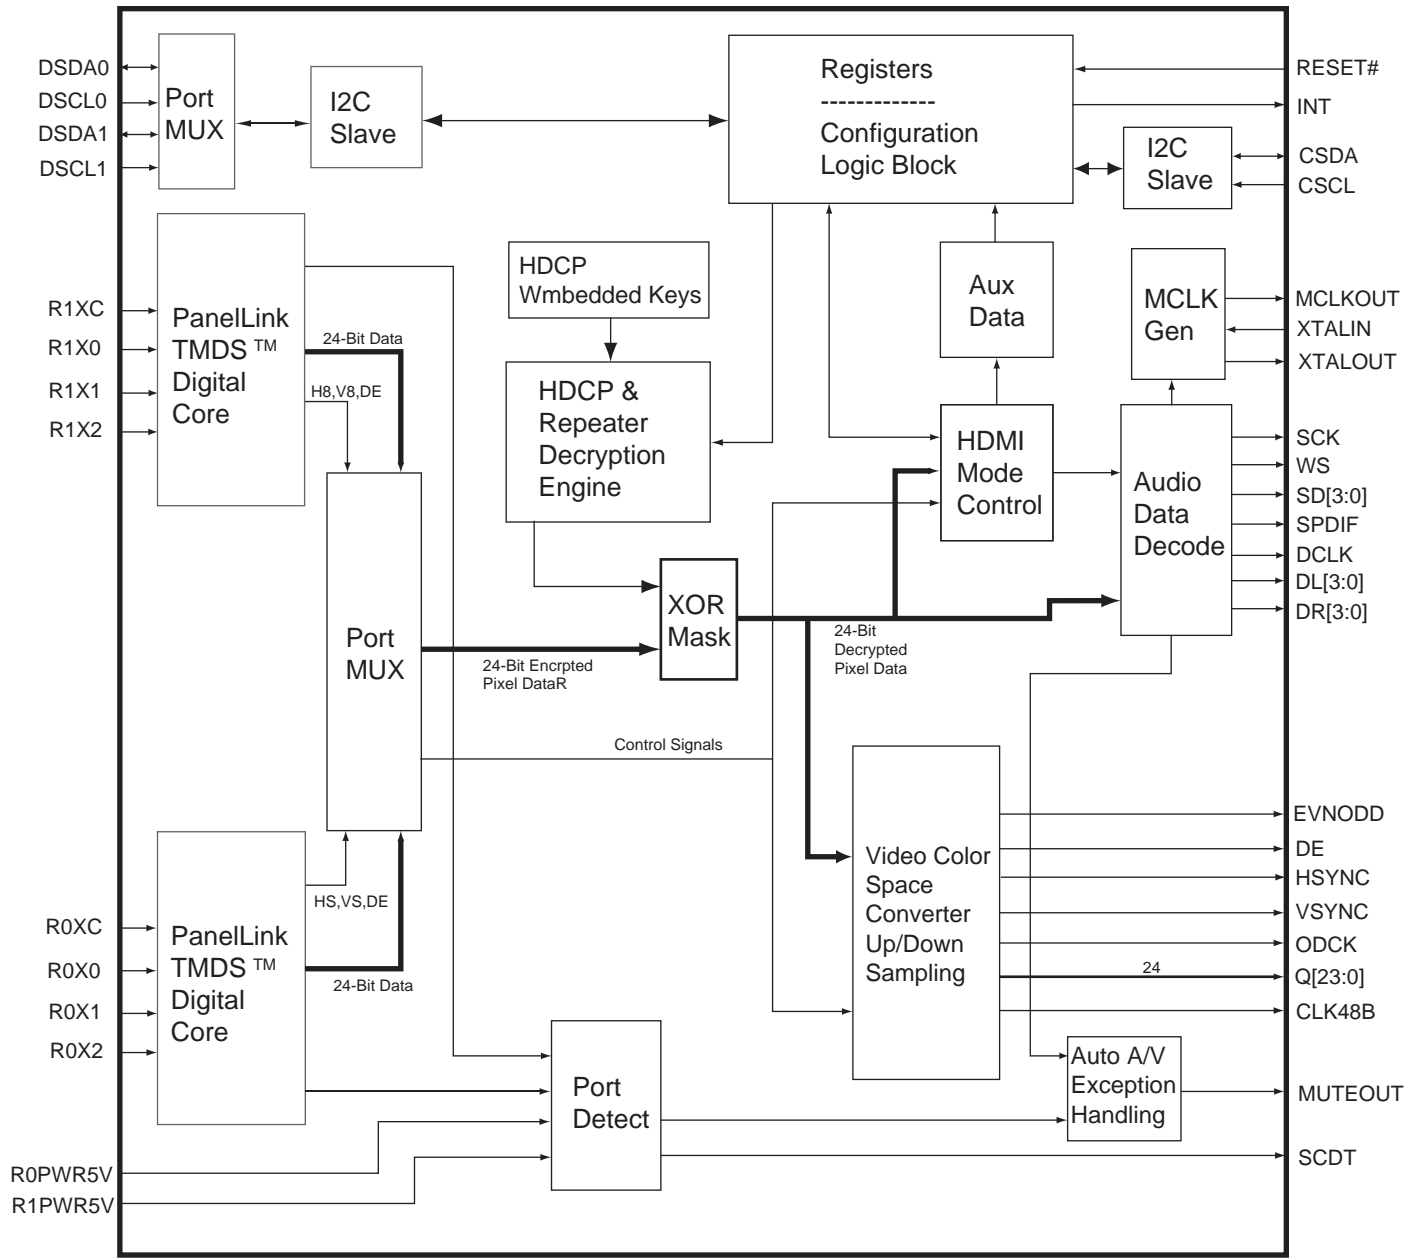 DSDA0
DSCL0
DSDA1
DSCL1
Port
MUX
I2C
Slave
Registers
-------------
Configuration
Logic Block
RESET#
INT
I2C
Slave
CSDA
CSCL
R1XC
R1X0
R1X1
R1X2
PanelLink
TMDS TM
Digital
Core
24-Bit Data
H8,V8,DE
HDCP
Wmbedded Keys
HDCP &
Repeater
Decryption
Engine
Aux
Data
MCLK
Gen
MCLKOUT
XTALIN
XTALOUT
HDMI
Mode
Control
Audio
Data
Decode
SCK
WS
SD[3:0]
SPDIF
DCLK
DL[3:0]
DR[3:0]
Port
MUX
24-Bit Encrpted
Pixel DataR
XOR
Mask
24-Bit
Decrypted
Pixel Data
Control Signals
HS,VS,DE
24-Bit Data
R0XC
R0X0
R0X1
R0X2
PanelLink
TMDS TM
Digital
Core
Video Color
Space
Converter
Up/Down
Sampling
EVNODD
DE
HSYNC
VSYNC
ODCK
24
Q[23:0]
CLK48B
Port
Detect
Auto A/V
Exception
Handling
MUTEOUT
SCDT
R0PWR5V
R1PWR5V